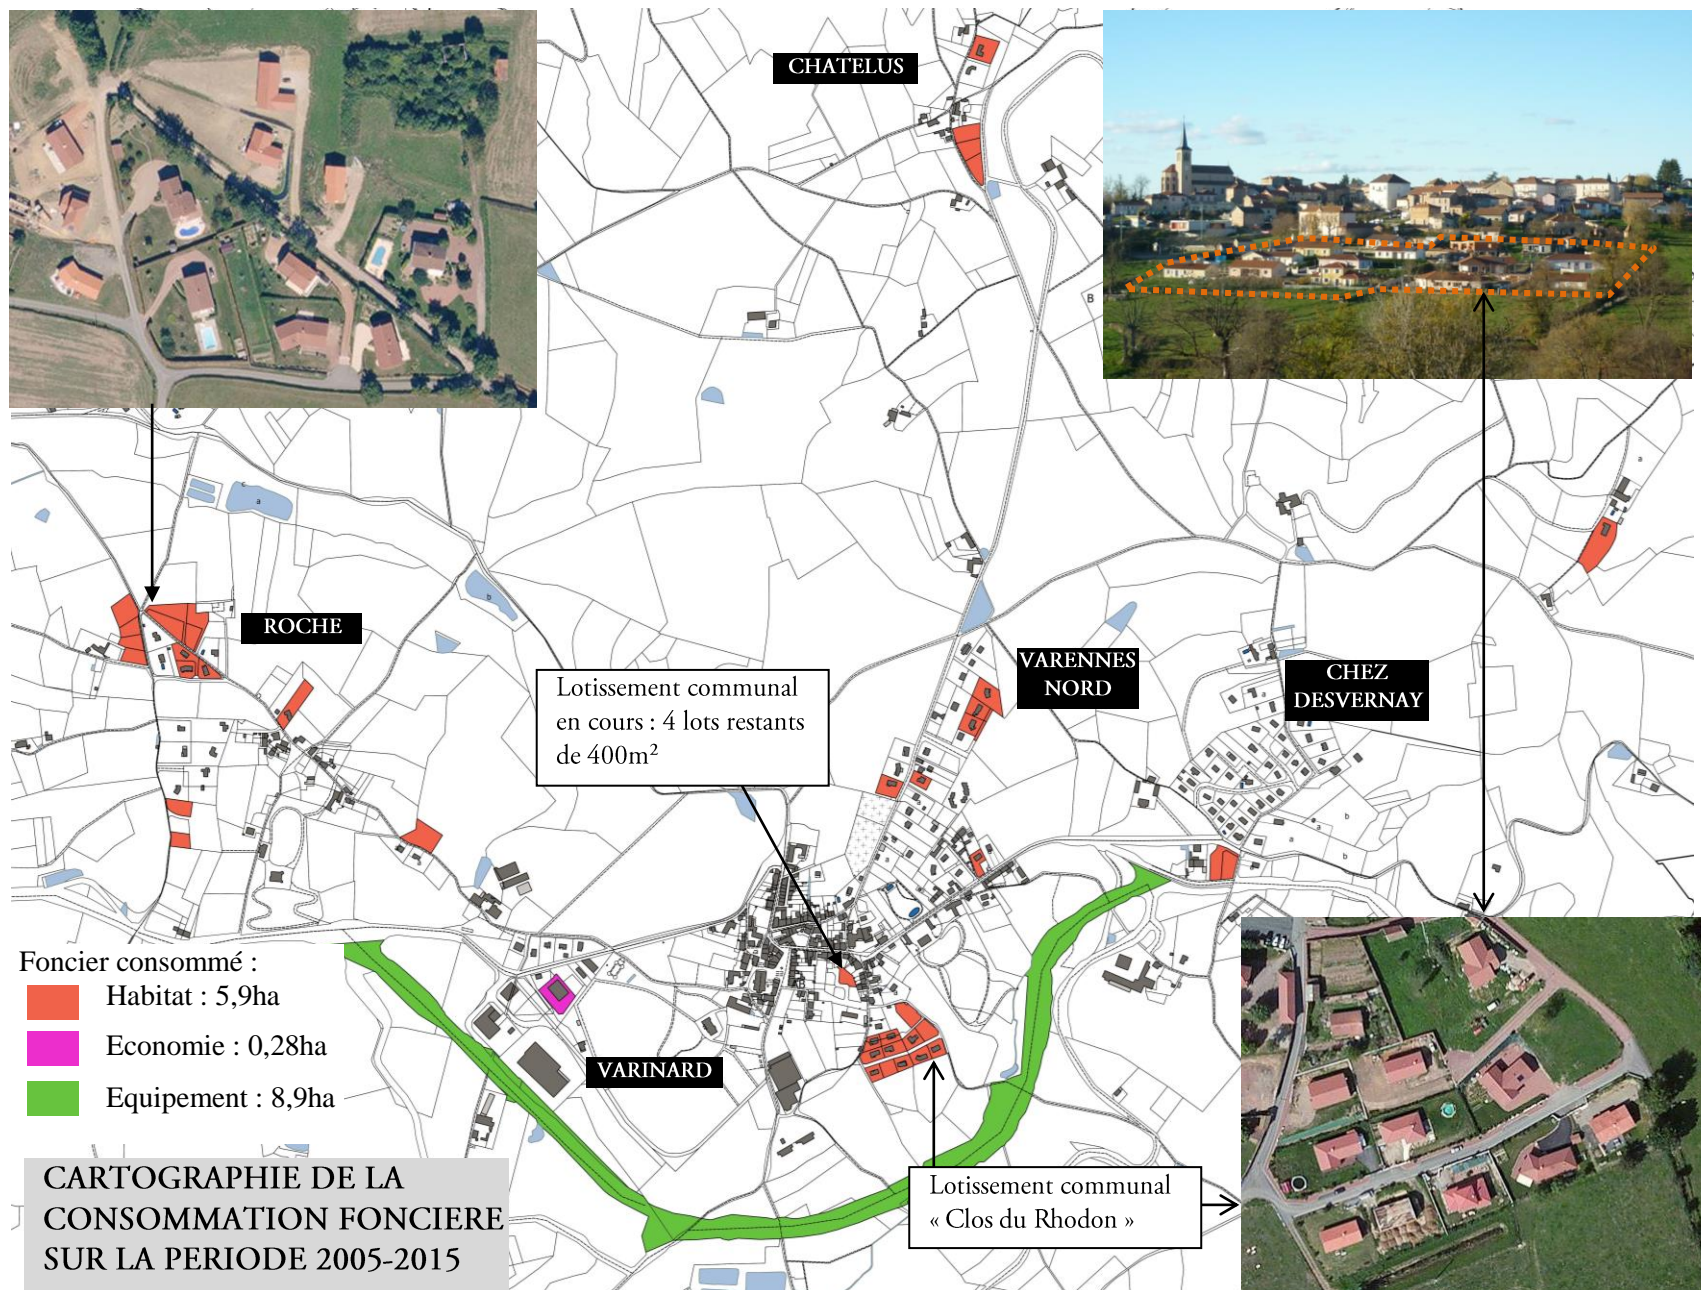 CHATELUS
B
a
c
a
b
ROCHE
VARENNES
NORD
CHEZ
DESVERNAY
Lotissement communal
en cours : 4 lots restants
de 400m²
a
b
a
a
b
Foncier consommé :
Habitat : 5,9ha
Economie : 0,28ha
Equipement : 8,9ha
VARINARD
Lotissement communal
« Clos du Rhodon »
CARTOGRAPHIE DE LA
CONSOMMATION FONCIERE
SUR LA PERIODE 2005-2015